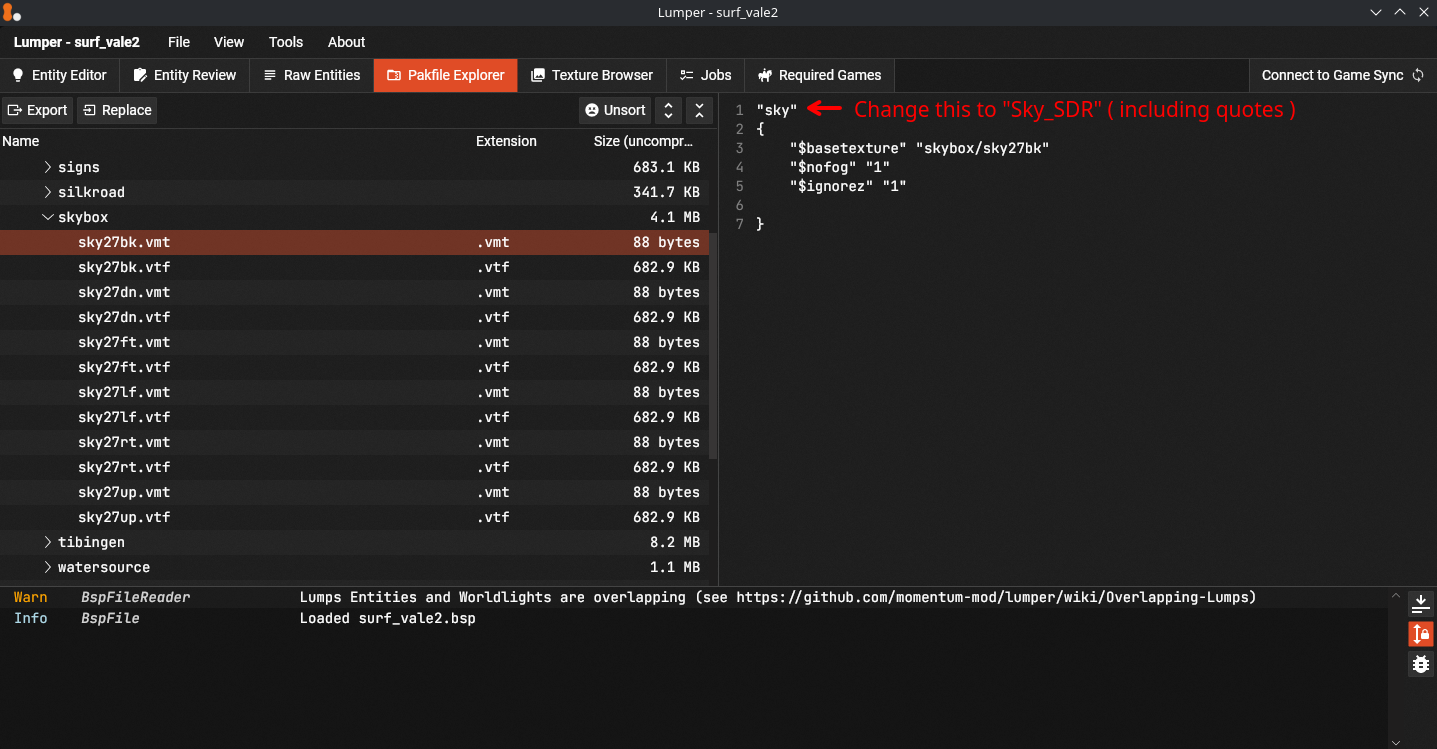 Lumper - surf_vale2
Lumper - surf_vale2 File View Tools About
Entity Editor Entity Review Raw Entities Pakfile Explorer Texture Browser Jobs Required Games Connect to Game Sync
Export Replace Unsort
Name Extension Size (uncompr…
signs 683.1 KB
silkroad 341.7 KB
skybox 4.1 MB
sky27bk.vmt .vmt 88 bytes
sky27bk.vtf .vtf 682.9 KB
sky27dn.vmt .vmt 88 bytes
sky27dn.vtf .vtf 682.9 KB
sky27ft.vmt .vmt 88 bytes
sky27ft.vtf .vtf 682.9 KB
sky27lf.vmt .vmt 88 bytes
sky27lf.vtf .vtf 682.9 KB
sky27rt.vmt .vmt 88 bytes
sky27rt.vtf .vtf 682.9 KB
sky27up.vmt .vmt 88 bytes
sky27up.vtf .vtf 682.9 KB
tibingen 8.2 MB
watersource 1.1 MB
1 "sky" Change this to "Sky_SDR" ( including quotes )
2 {
3 "$basetexture" "skybox/sky27bk"
4 "$nofog" "1"
5 "$ignorez" "1"
6
7 }
Warn BspFileReader Lumps Entities and Worldlights are overlapping (see https://github.com/momentum-mod/lumper/wiki/Overlapping-Lumps)
Info BspFile Loaded surf_vale2.bsp